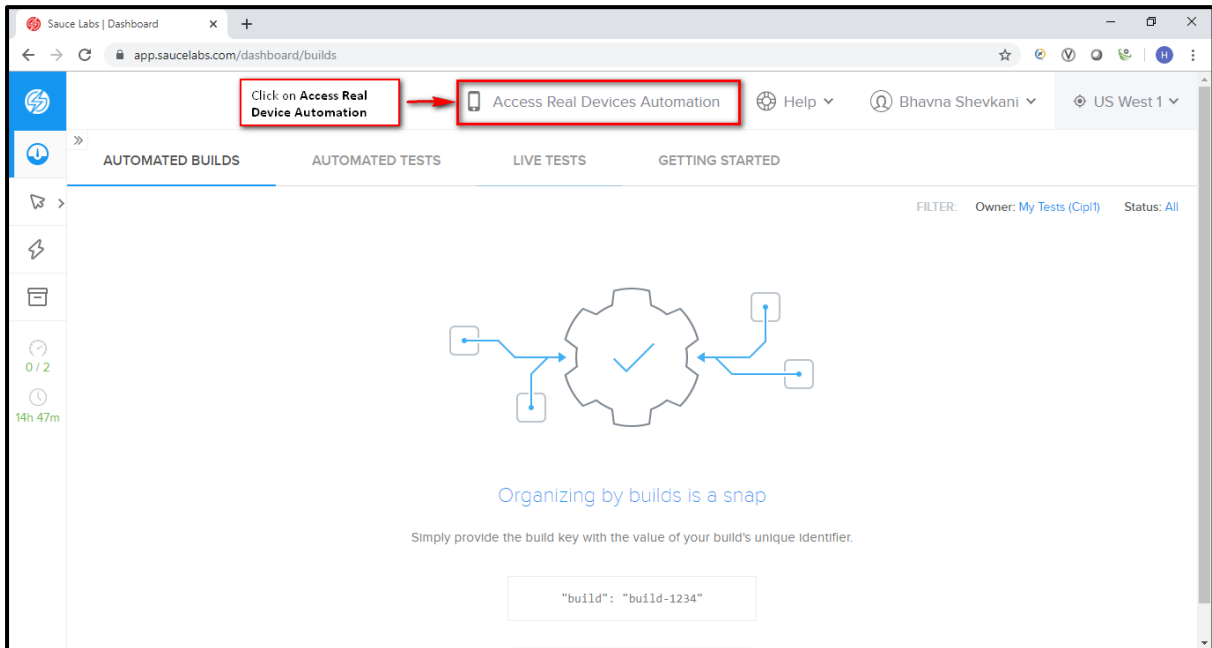 Sauce Labs | Dashboard
app.saucelabs.com/dashboard/builds
H
Click on Access Real
Device Automation
Access Real Devices Automation
Help
Bhavna Shevkani
US West 1
AUTOMATED BUILDS
AUTOMATED TESTS
LIVE TESTS
GETTING STARTED
FILTER: Owner: My Tests (Cipl1) Status: All
0 / 2
14h 47m
Organizing by builds is a snap
Simply provide the build key with the value of your build's unique identifier.
"build": "build-1234"